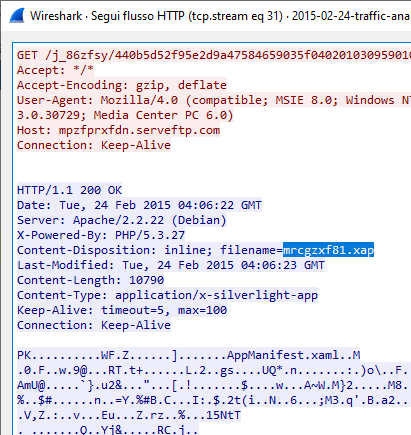 Wireshark · Segui flusso HTTP (tcp.stream eq 31) · 2015-02-24-traffic-ana
GET /j_86zfsy/440b5d52f95e2d9a47584659035f040201030959010
Accept: */*
Accept-Encoding: gzip, deflate
User-Agent: Mozilla/4.0 (compatible; MSIE 8.0; Windows NT
3.0.30729; Media Center PC 6.0)
Host: mpzfprxfdn.serveftp.com
Connection: Keep-Alive
HTTP/1.1 200 OK
Date: Tue, 24 Feb 2015 04:06:22 GMT
Server: Apache/2.2.22 (Debian)
X-Powered-By: PHP/5.3.27
Content-Disposition: inline; filename=mrcgzxf81.xap
Last-Modified: Tue, 24 Feb 2015 04:06:23 GMT
Content-Length: 10790
Content-Type: application/x-silverlight-app
Keep-Alive: timeout=5, max=100
Connection: Keep-Alive
PK..........WF.Z......].......AppManifest.xaml..M
.0.F..w.9@...RT.t+......L.2..gs....UQ*.n.......:.)o\..F.
AmU@.....`}.u2&..."...[.!.......$....w...A~W.M}2.....M8.
%..$#......n..=Y.%#B.C...I:.$.2t(i..N..6...;M3.q'.B.a2..
.V,Z.:..v...Eu....Z.rz..%...15NtT
. .......Q..Yj&.....RC.j..